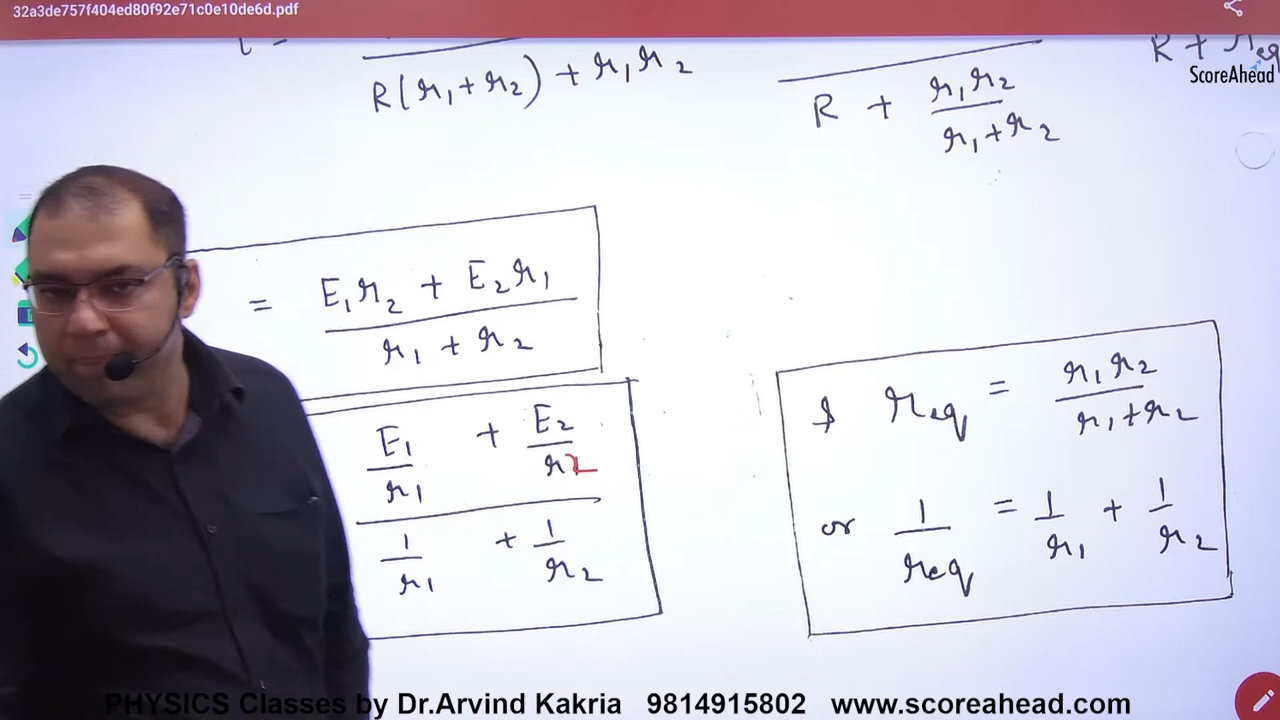 32a3de757f404ed80f92e71c0e10de6d.pdf
R(r₁+r₂) + r₁r₂
R + r₁r₂ / r₁+r₂
R + req
ScoreAhead
= E₁r₂ + E₂r₁ / r₁ + r₂
E₁/r₁ + E₂/r₂
1/r₁ + 1/r₂
& req = r₁r₂ / r₁+r₂
or 1/req = 1/r₁ + 1/r₂
PHYSICS Classes by Dr.Arvind Kakria 9814915802 www.scoreahead.com